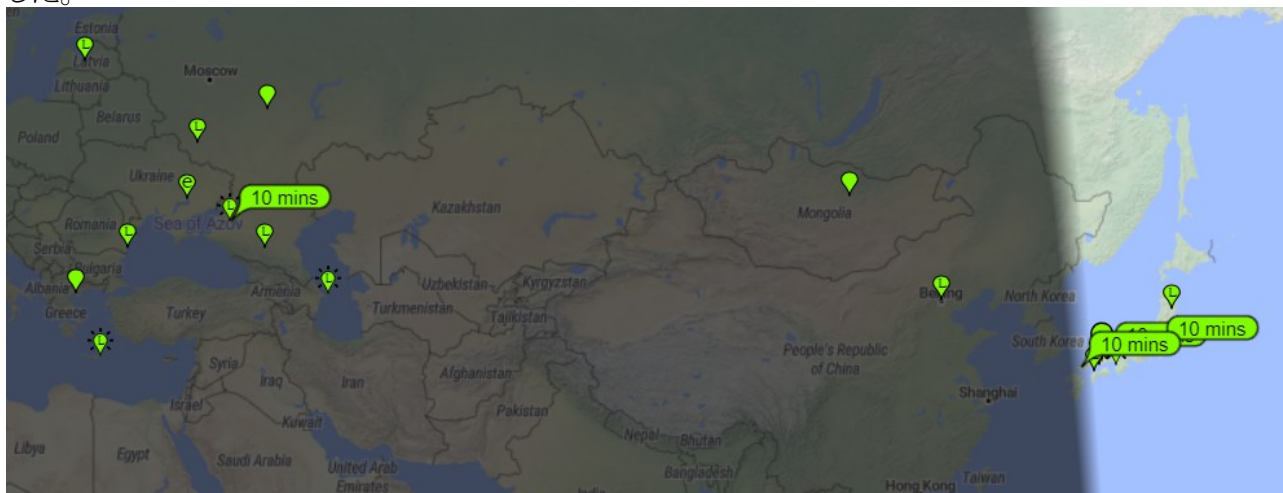 した。
Estonia
Latvia
Moscow
Lithuania
Belarus
Poland
Ukraine
10 mins
Kazakhstan
Mongolia
Romania
Sea of Azov
Serbia
Bulgaria
Albania
Greece
Armenia
Uzbekistan
Kyrgyzstan
Beijing
North Korea
Turkey
Turkmenistan
Tajikistan
10 mins
10 mins
South Korea
People's Republic
of China
Syria
Iraq
Iran
Afghanistan
Shanghai
Israel
Kuwait
Pakistan
Libya
Egypt
Saudi Arabia
United Arab
Emirates
Nepal
Bhutan
Bangladesh
Hong Kong
Taiwan